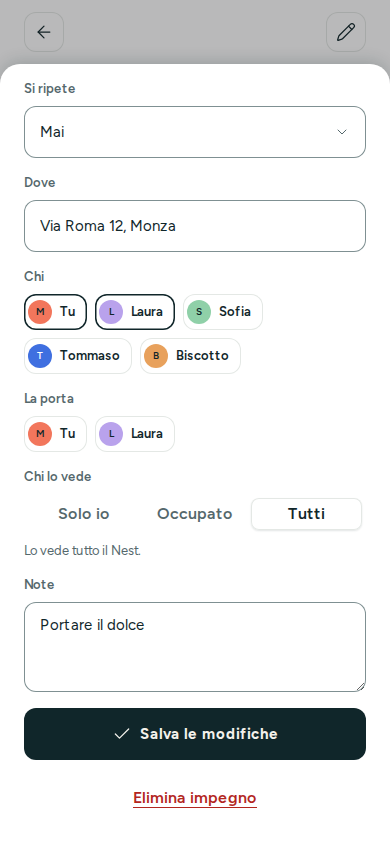 Si ripete
Mai
Dove
Via Roma 12, Monza
Chi
M Tu L Laura S Sofia
T Tommaso B Biscotto
La porta
M Tu L Laura
Chi lo vede
Solo io Occupato Tutti
Lo vede tutto il Nest.
Note
Portare il dolce
Salva le modifiche
Elimina impegno